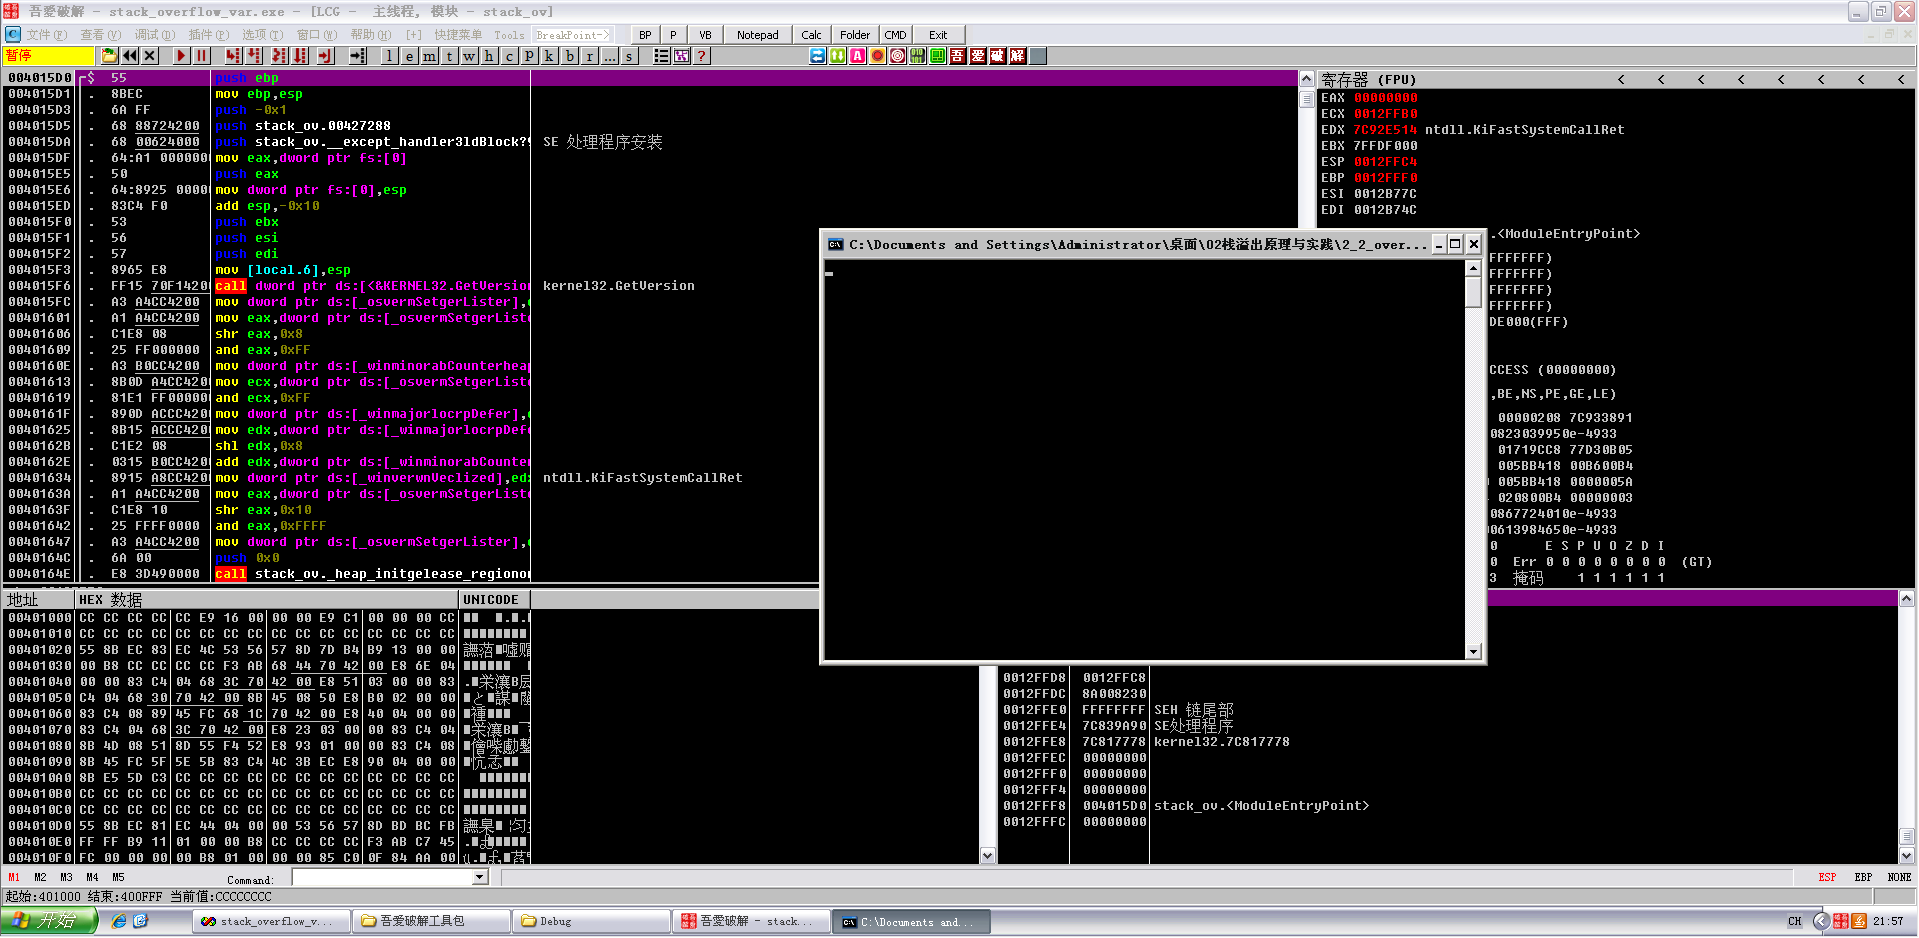 吾愛破解 - stack_overflow_var.exe - [LCG - 主线程, 模块 - stack_ov]
文件(F) 查看(V) 调试(D) 插件(P) 选项(T) 窗口(W) 帮助(H) [+] 快捷菜单 Tools BreakPoint-> BP P VB Notepad Calc Folder CMD Exit
暂停 l e m t w h c P k b r ... s ? 吾 爱 破 解
004015D0 $ 55 push ebp
004015D1 . 8BEC mov ebp,esp
004015D3 . 6A FF push -0x1
004015D5 . 68 88724200 push stack_ov.00427288
004015DA . 68 00624000 push stack_ov.__except_handler3ldBlock? SE 处理程序安装
004015DF . 64:A1 0000000 mov eax,dword ptr fs:[0]
004015E5 . 50 push eax
004015E6 . 64:8925 00000 mov dword ptr fs:[0],esp
004015ED . 83C4 F0 add esp,-0x10
004015F0 . 53 push ebx
004015F1 . 56 push esi
004015F2 . 57 push edi
004015F3 . 8965 E8 mov [local.6],esp
004015F6 . FF15 70F14200 call dword ptr ds:[<&KERNEL32.GetVersion kernel32.GetVersion
004015FC . A3 A4CC4200 mov dword ptr ds:[_osvermSetgerLister],
00401601 . A1 A4CC4200 mov eax,dword ptr ds:[_osvermSetgerList
00401606 . C1E8 08 shr eax,0x8
00401609 . 25 FF000000 and eax,0xFF
0040160E . A3 B0CC4200 mov dword ptr ds:[_winminorabCounterheap
00401613 . 8B0D A4CC4200 mov ecx,dword ptr ds:[_osvermSetgerListe
00401619 . 81E1 FF00000 and ecx,0xFF
0040161F . 890D ACCC4200 mov dword ptr ds:[_winmajorlocrpDefer],
00401625 . 8B15 ACCC4200 mov edx,dword ptr ds:[_winmajorlocrpDef
0040162B . C1E2 08 shl edx,0x8
0040162E . 0315 B0CC4200 add edx,dword ptr ds:[_winminorabCounter
00401634 . 8915 A8CC4200 mov dword ptr ds:[_winverwnVeclized],edx ntdll.KiFastSystemCallRet
0040163A . A1 A4CC4200 mov eax,dword ptr ds:[_osvermSetgerListe
0040163F . C1E8 10 shr eax,0x10
00401642 . 25 FFFF0000 and eax,0xFFFF
00401647 . A3 A4CC4200 mov dword ptr ds:[_osvermSetgerLister],
0040164C . 6A 00 push 0x0
0040164E . E8 3D490000 call stack_ov._heap_initgelease_regionor
寄存器 (FPU) < < < < < < < <
EAX 00000000
ECX 0012FFB0
EDX 7C92E514 ntdll.KiFastSystemCallRet
EBX 7FFDF000
ESP 0012FFC4
EBP 0012FFF0
ESI 0012B77C
EDI 0012B74C
.<ModuleEntryPoint>
FFFFFFFF)
FFFFFFFF)
FFFFFFFF)
FFFFFFFF)
DE000(FFF)
CCESS (00000000)
,BE,NS,PE,GE,LE)
00000208 7C933891
0823039950e-4933
01719CC8 77D30B05
005BB418 00B600B4
005BB418 0000005A
020800B4 00000003
0867724010e-4933
0613984650e-4933
0 E S P U O Z D I
0 Err 0 0 0 0 0 0 0 0 (GT)
3 掩码 1 1 1 1 1 1
C:\Documents and Settings\Administrator\桌面\02栈溢出原理与实践\2_2_over...
地址 HEX 数据 UNICODE
00401000 CC CC CC CC CC E9 16 00 00 00 E9 C1 00 00 00 CC
00401010 CC CC CC CC CC CC CC CC CC CC CC CC CC CC CC CC
00401020 55 8B EC 83 EC 4C 53 56 57 8D 7D B4 B9 13 00 00
00401030 00 B8 CC CC CC CC F3 AB 68 44 70 42 00 E8 6E 04
00401040 00 00 83 C4 04 68 3C 70 42 00 E8 51 03 00 00 83
00401050 C4 04 68 30 70 42 00 8B 45 08 50 E8 B0 02 00 00
00401060 83 C4 08 89 45 FC 68 1C 70 42 00 E8 40 04 00 00
00401070 83 C4 04 68 3C 70 42 00 E8 23 03 00 00 83 C4 04
00401080 8B 4D 08 51 8D 55 F4 52 E8 93 01 00 00 83 C4 08
00401090 8B 45 FC 5F 5E 5B 83 C4 4C 3B EC E8 90 04 00 00
004010A0 8B E5 5D C3 CC CC CC CC CC CC CC CC CC CC CC CC
004010B0 CC CC CC CC CC CC CC CC CC CC CC CC CC CC CC CC
004010C0 CC CC CC CC CC CC CC CC CC CC CC CC CC CC CC CC
004010D0 55 8B EC 81 EC 44 04 00 00 53 56 57 8D BD BC FB
004010E0 FF FF B9 11 01 00 00 B8 CC CC CC CC F3 AB C7 45
004010F0 FC 00 00 00 00 B8 01 00 00 00 85 C0 0F 84 AA 00
0012FFD8 0012FFC8
0012FFDC 8A008230
0012FFE0 FFFFFFFF SEH 链尾部
0012FFE4 7C839A90 SE处理程序
0012FFE8 7C817778 kernel32.7C817778
0012FFEC 00000000
0012FFF0 00000000
0012FFF4 00000000
0012FFF8 004015D0 stack_ov.<ModuleEntryPoint>
0012FFFC 00000000
M1 M2 M3 M4 M5 Command: ESP EBP NONE
起始:401000 结束:400FFF 当前值:CCCCCCCC
开始 stack_overflow_v... 吾爱破解工具包 Debug 吾愛破解 - stack... C:\Documents and... CH 21:57